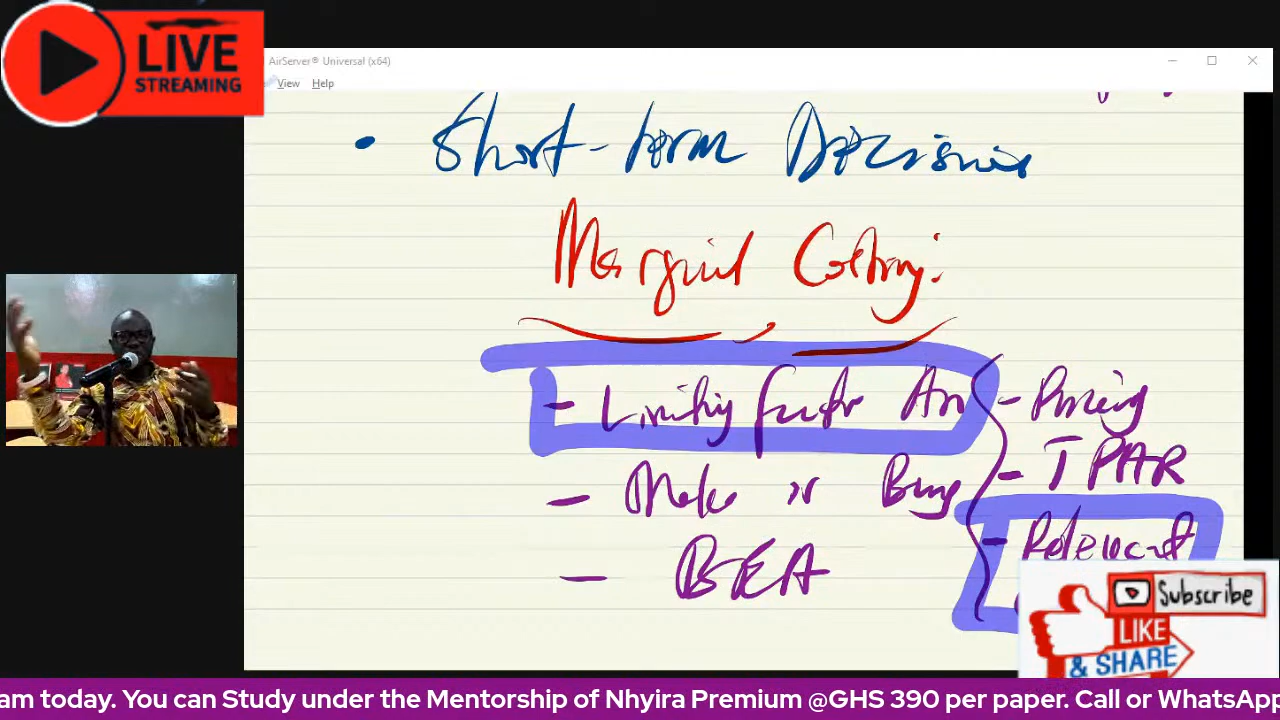 LIVE
STREAMING
AirServer® Universal (x64)
View Help
• Short-term Decisions
Marginal Costing:
- Limiting factor An
- Make or Buy
- BEA
- Pricing
- TPAR
- Relevant
Subscribe
LIKE
& SHARE
am today. You can Study under the Mentorship of Nhyira Premium @GHS 390 per paper. Call or WhatsApp